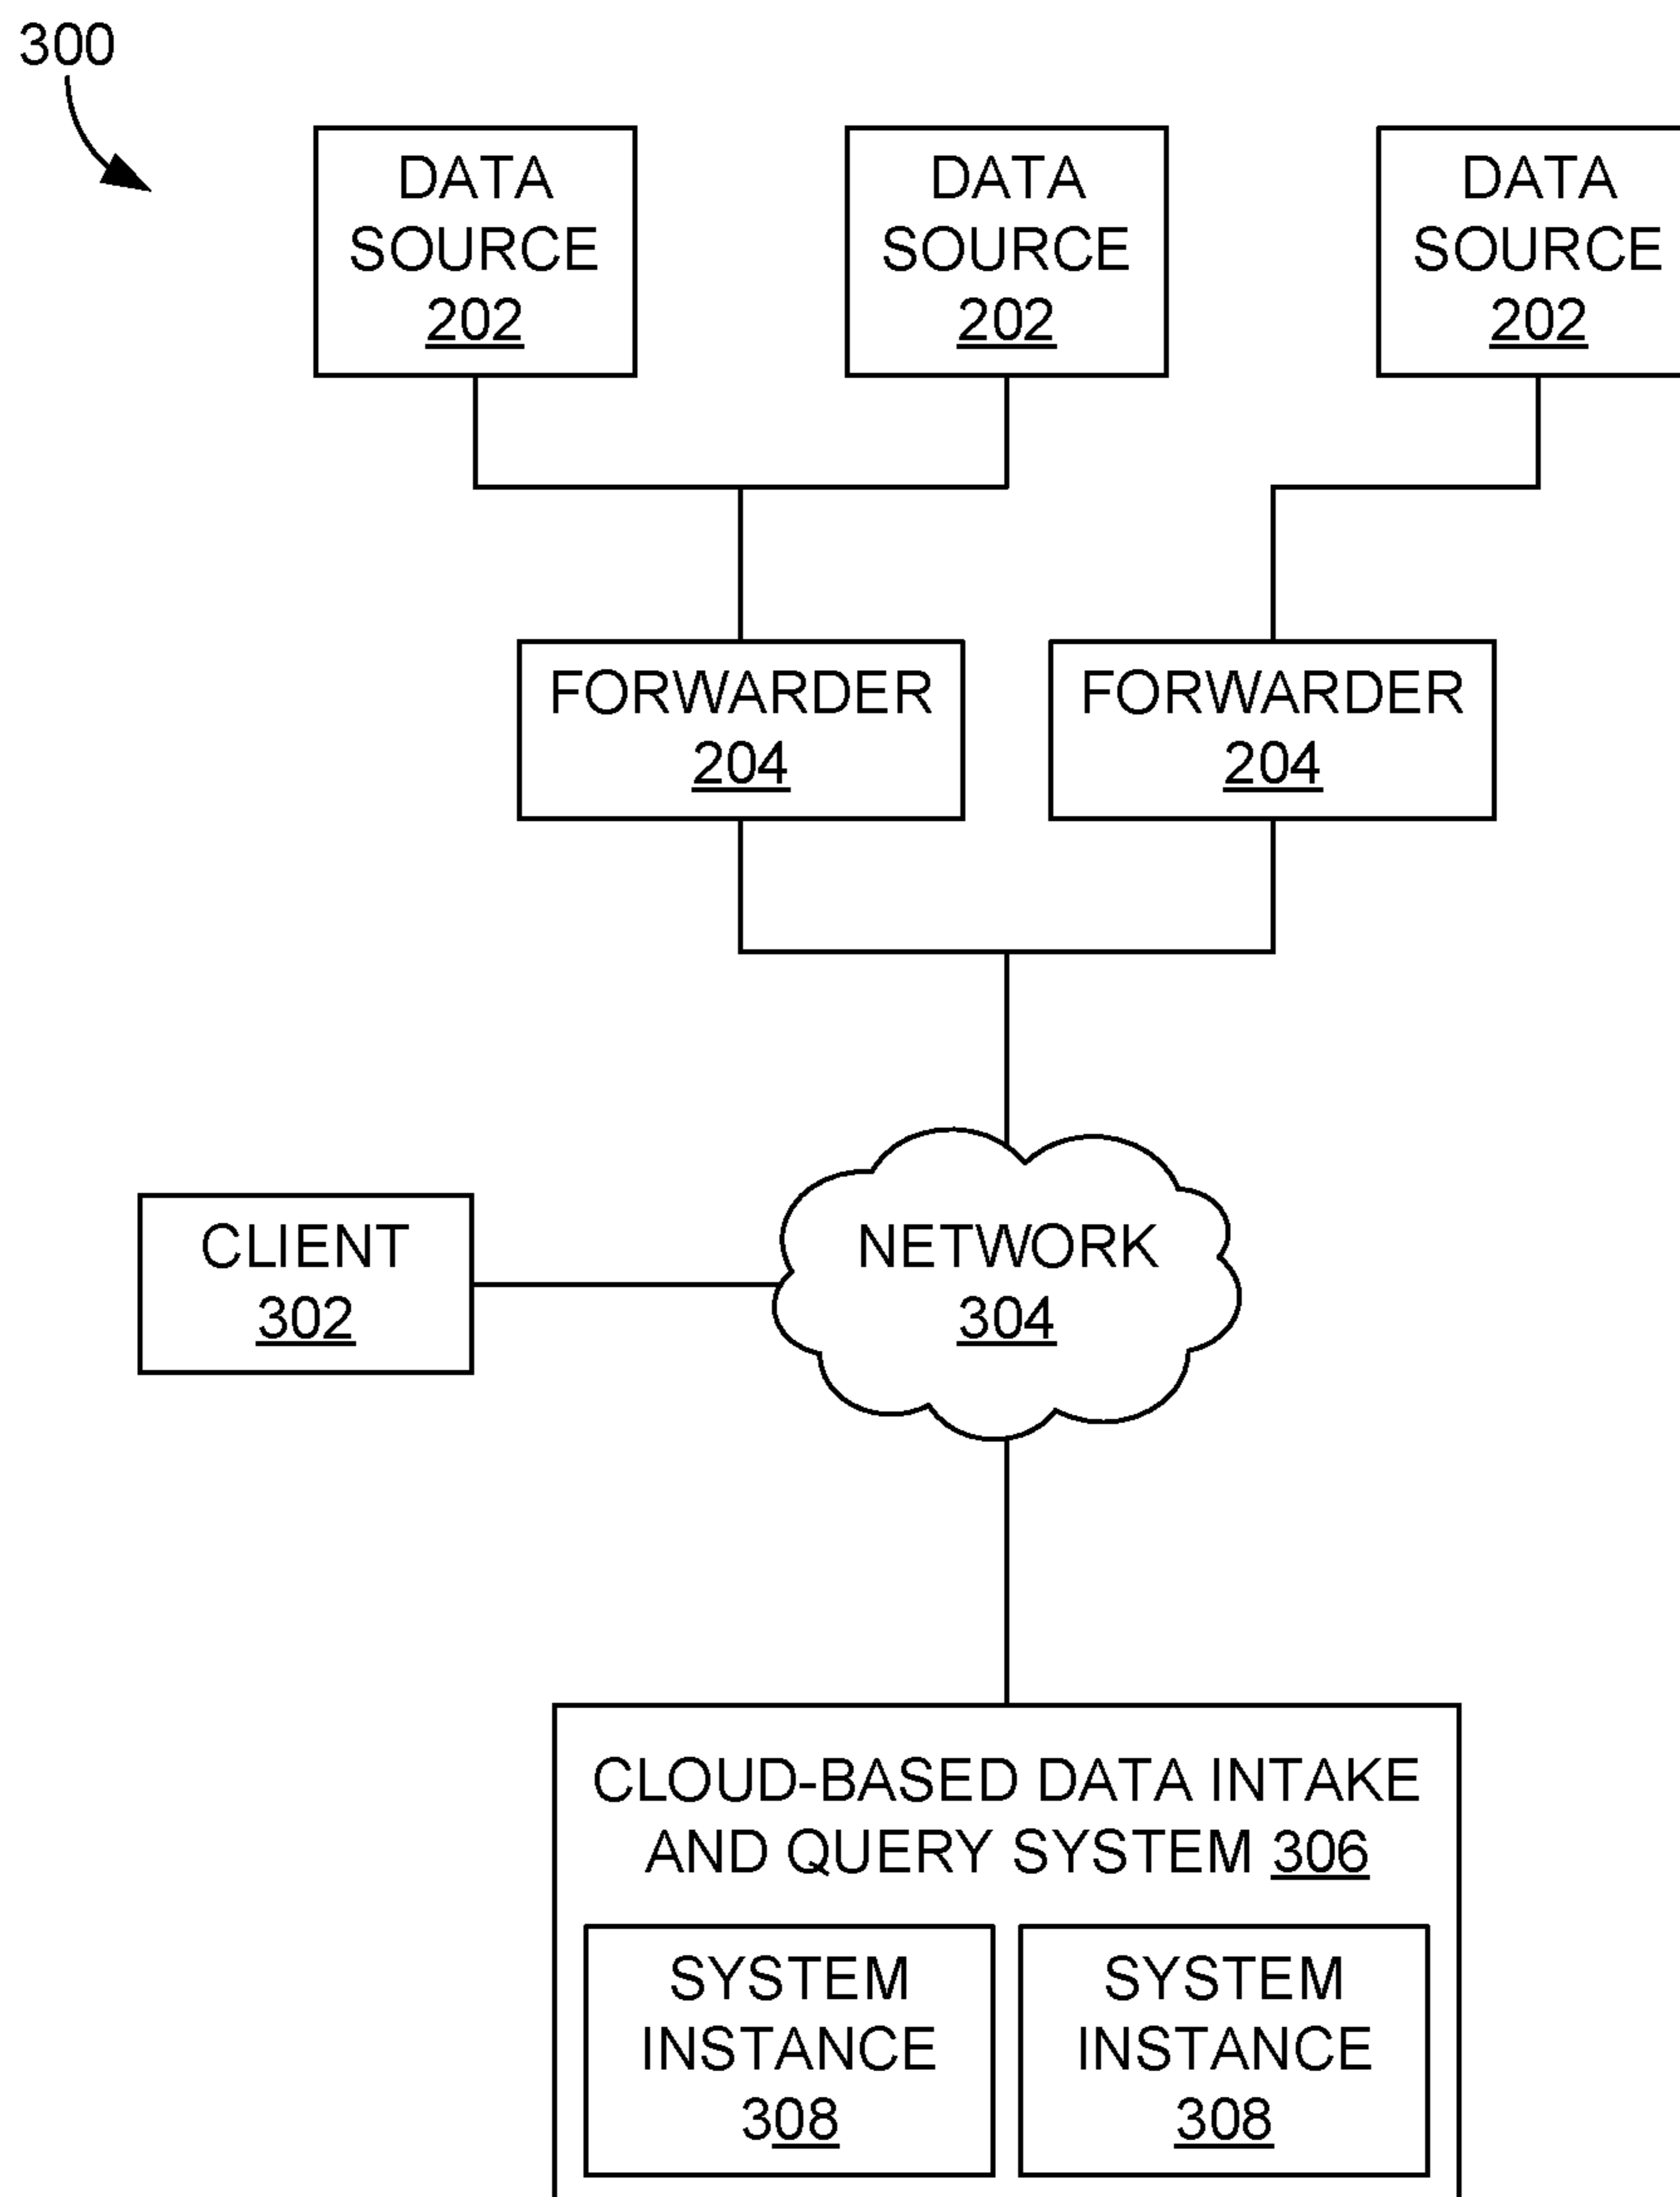 300
DATA
SOURCE
202
DATA
SOURCE
202
DATA
SOURCE
202
FORWARDER
204
FORWARDER
204
CLIENT
302
NETWORK
304
CLOUD-BASED DATA INTAKE
AND QUERY SYSTEM 306
SYSTEM
INSTANCE
308
SYSTEM
INSTANCE
308